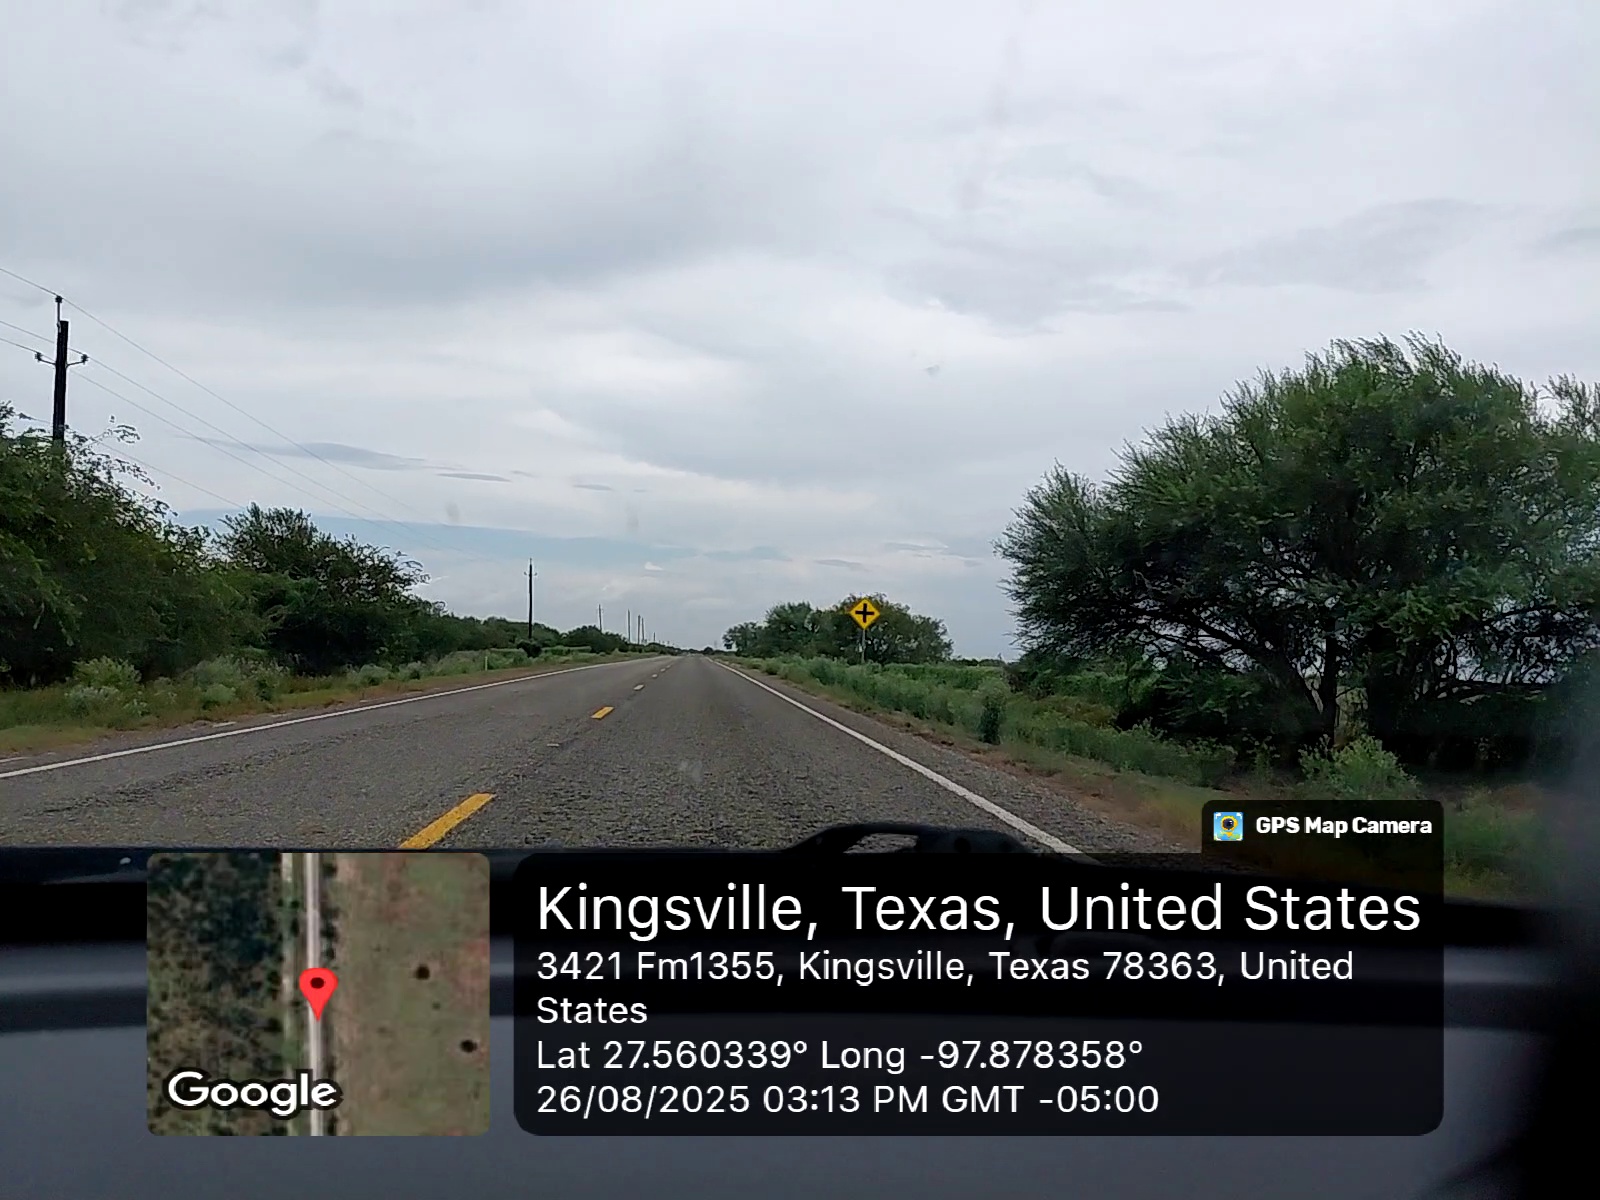 GPS Map Camera
Kingsville, Texas, United States
3421 Fm1355, Kingsville, Texas 78363, United
States
Lat 27.560339° Long -97.878358°
26/08/2025 03:13 PM GMT -05:00
Google